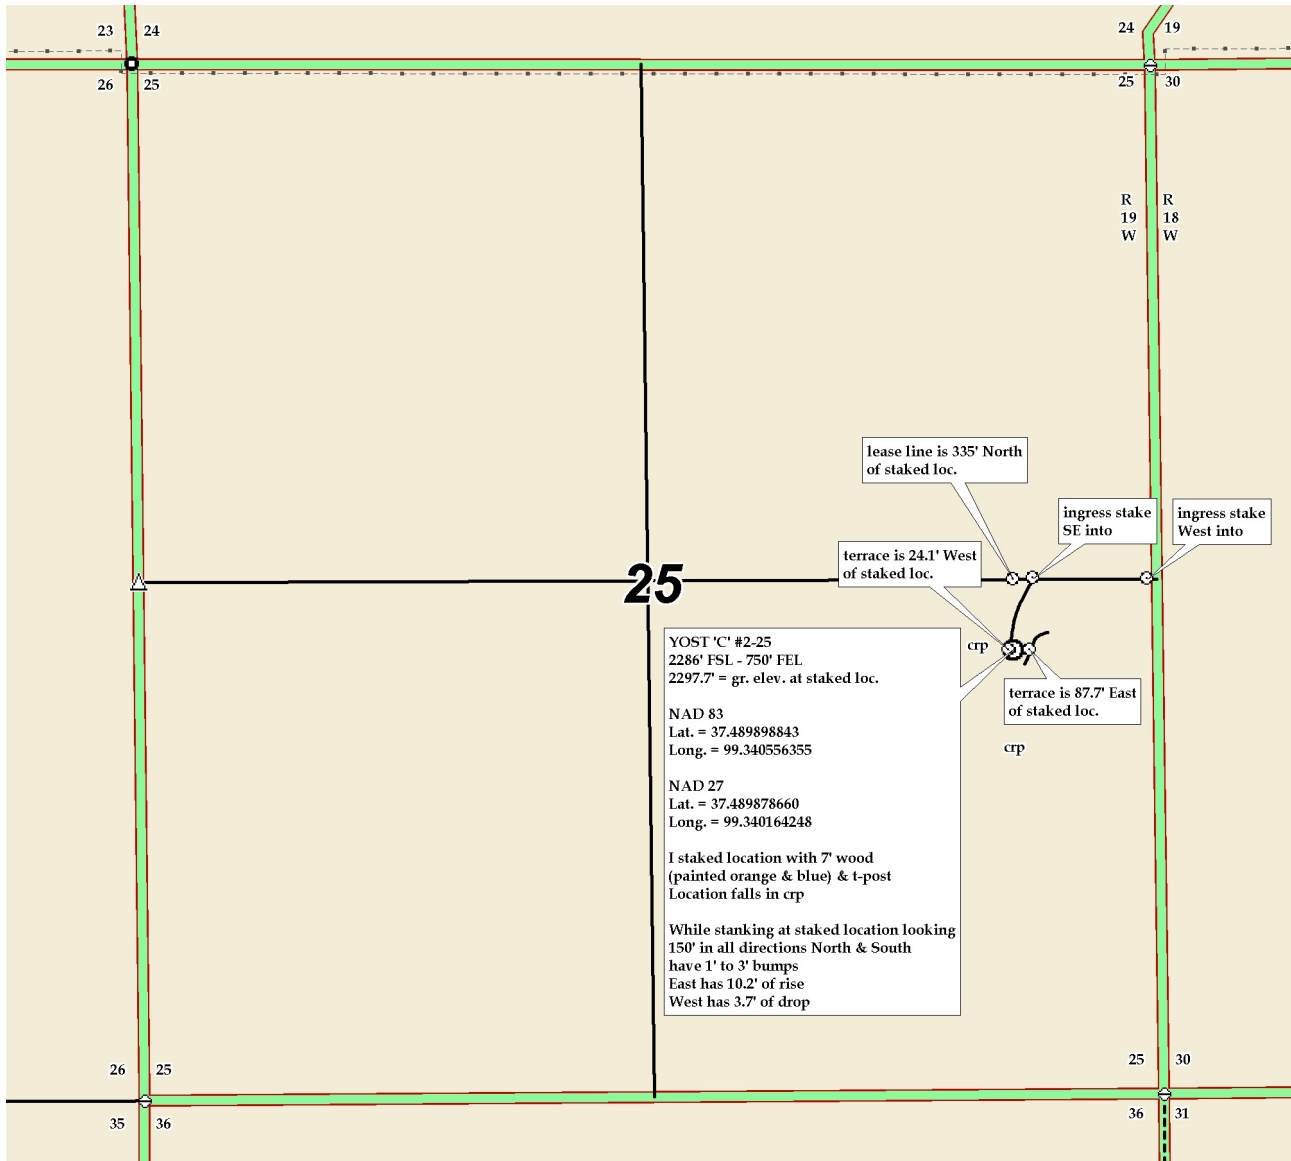 23 24
24 19
26 25
25 30
R R
19 18
W W
lease line is 335' North
of staked loc.
ingress stake
SE into
ingress stake
West into
terrace is 24.1' West
of staked loc.
25
YOST 'C' #2-25
2286' FSL - 750' FEL
2297.7' = gr. elev. at staked loc.
NAD 83
Lat. = 37.489898843
Long. = 99.340556355
NAD 27
Lat. = 37.489878660
Long. = 99.340164248
I staked location with 7' wood
(painted orange & blue) & t-post
Location falls in crp
While stanking at staked location looking
150' in all directions North & South
have 1' to 3' bumps
East has 10.2' of rise
West has 3.7' of drop
crp
terrace is 87.7' East
of staked loc.
crp
26 25
25 30
35 36
36 31